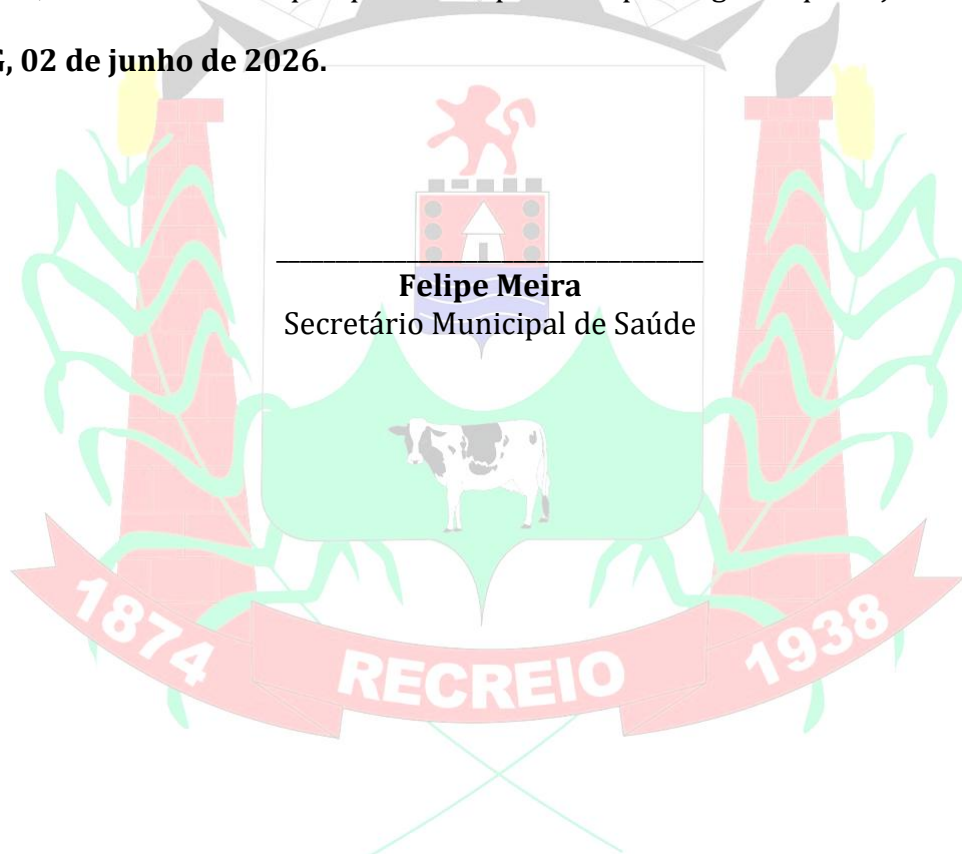 G, 02 de junho de 2026.
Felipe Meira
Secretário Municipal de Saúde
1874
RECREIO
1938